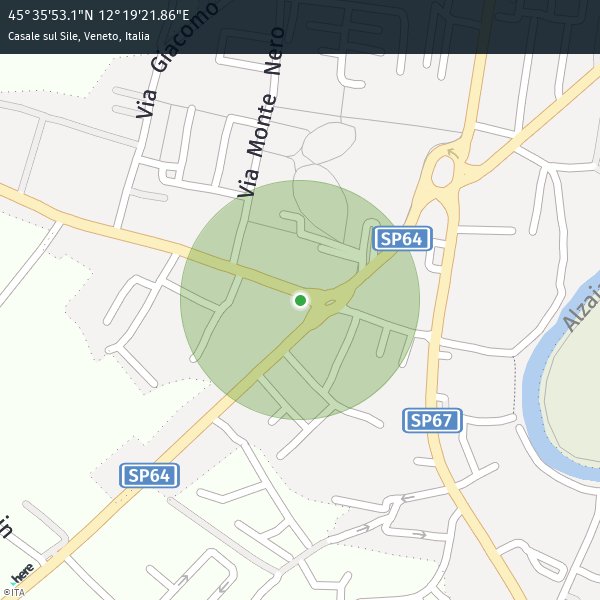 45°35'53.1"N 12°19'21.86"E
Casale sul Sile, Veneto, Italia
Via Giacomo
Via Monte Nero
SP64
Alzaia
SP67
SP64
here
©ITA